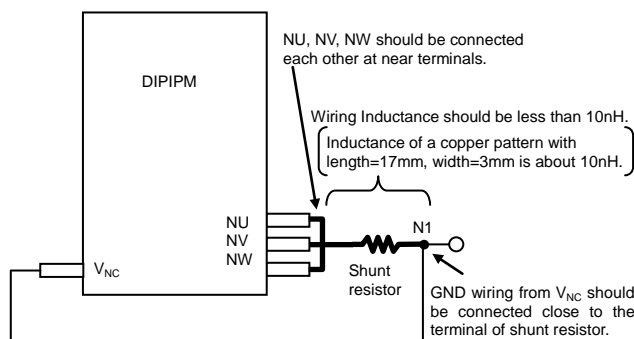 NU, NV, NW should be connected
each other at near terminals.
DIPIPM
Wiring Inductance should be less than 10nH.
Inductance of a copper pattern with
length=17mm, width=3mm is about 10nH.
NU
NV
NW
N1
VNC
Shunt
resistor
GND wiring from VNC should
be connected close to the
terminal of shunt resistor.